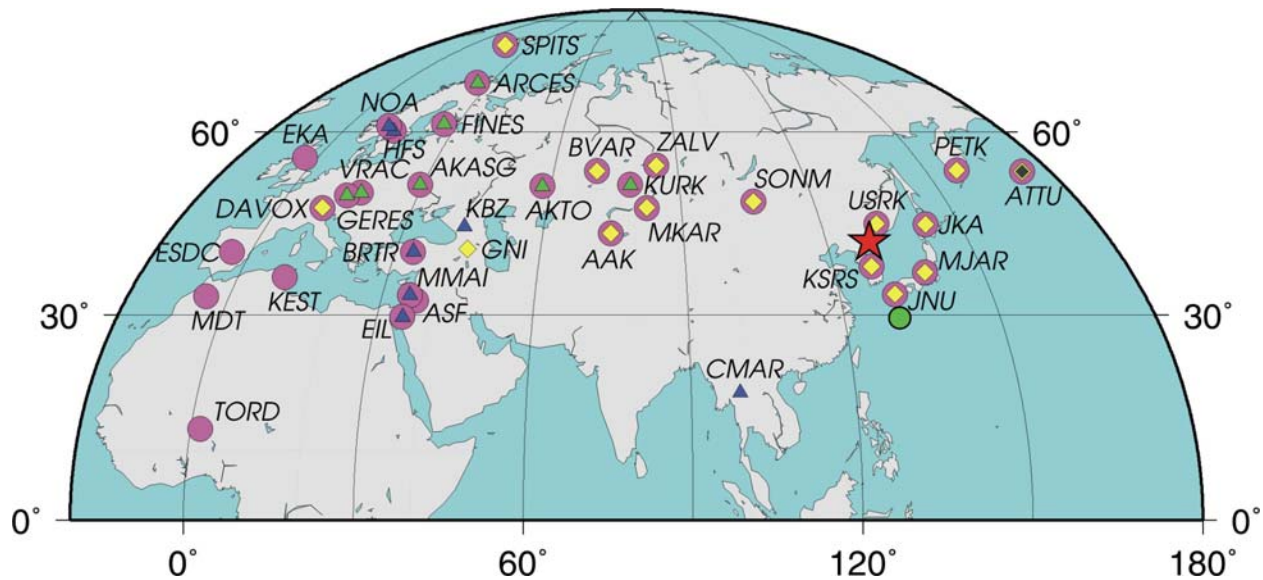 SPITS
ARCES
NOA
60°
EKA
HFS
FINES
BVAR
ZALV
PETK
60°
VRAC
AKASG
KURK
SONM
ATTU
DAVOX
GERES
AKTO
KBZ
USRK
MKAR
JKA
ESDC
BRTR
GNI
AAK
MJAR
KEST
MMAI
KSRS
MDT
ASF
JNU
30°
EIL
30°
CMAR
TORD
0°
0°
0°
60°
120°
180°